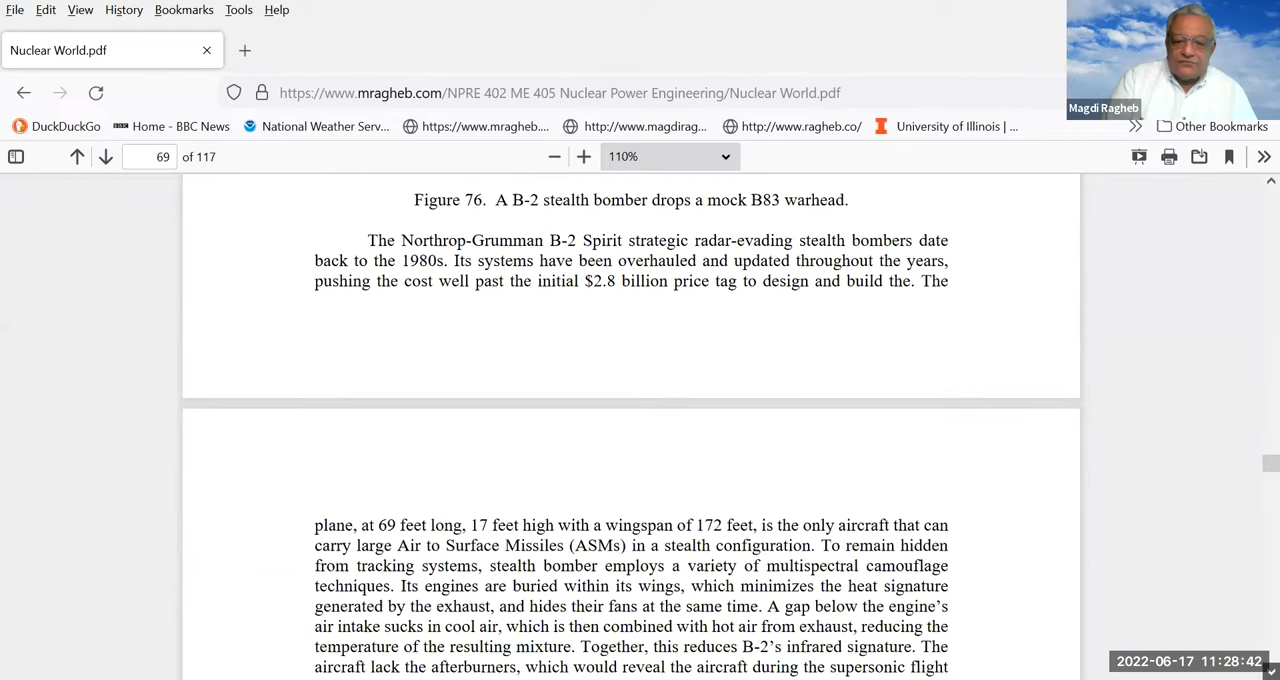 File Edit View History Bookmarks Tools Help
Nuclear World.pdf
https://www.mragheb.com/NPRE 402 ME 405 Nuclear Power Engineering/Nuclear World.pdf
Magdi Ragheb
DuckDuckGo BBC Home - BBC News National Weather Serv... https://www.mragheb.... http://www.magdirag... http://www.ragheb.co/ University of Illinois | ... Other Bookmarks
69 of 117 110%
Figure 76. A B-2 stealth bomber drops a mock B83 warhead.
The Northrop-Grumman B-2 Spirit strategic radar-evading stealth bombers date
back to the 1980s. Its systems have been overhauled and updated throughout the years,
pushing the cost well past the initial $2.8 billion price tag to design and build the. The
plane, at 69 feet long, 17 feet high with a wingspan of 172 feet, is the only aircraft that can
carry large Air to Surface Missiles (ASMs) in a stealth configuration. To remain hidden
from tracking systems, stealth bomber employs a variety of multispectral camouflage
techniques. Its engines are buried within its wings, which minimizes the heat signature
generated by the exhaust, and hides their fans at the same time. A gap below the engine's
air intake sucks in cool air, which is then combined with hot air from exhaust, reducing the
temperature of the resulting mixture. Together, this reduces B-2's infrared signature. The
aircraft lack the afterburners, which would reveal the aircraft during the supersonic flight
2022-06-17 11:28:42